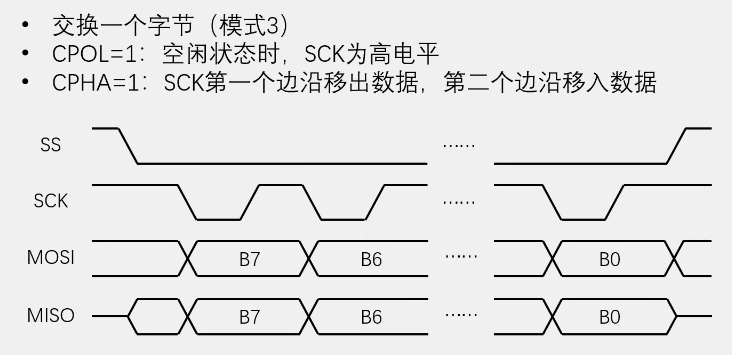 • 交换一个字节（模式3）
• CPOL=1：空闲状态时，SCK为高电平
• CPHA=1：SCK第一个边沿移出数据，第二个边沿移入数据
SS ……
SCK ……
MOSI B7 B6 …… B0
MISO B7 B6 …… B0